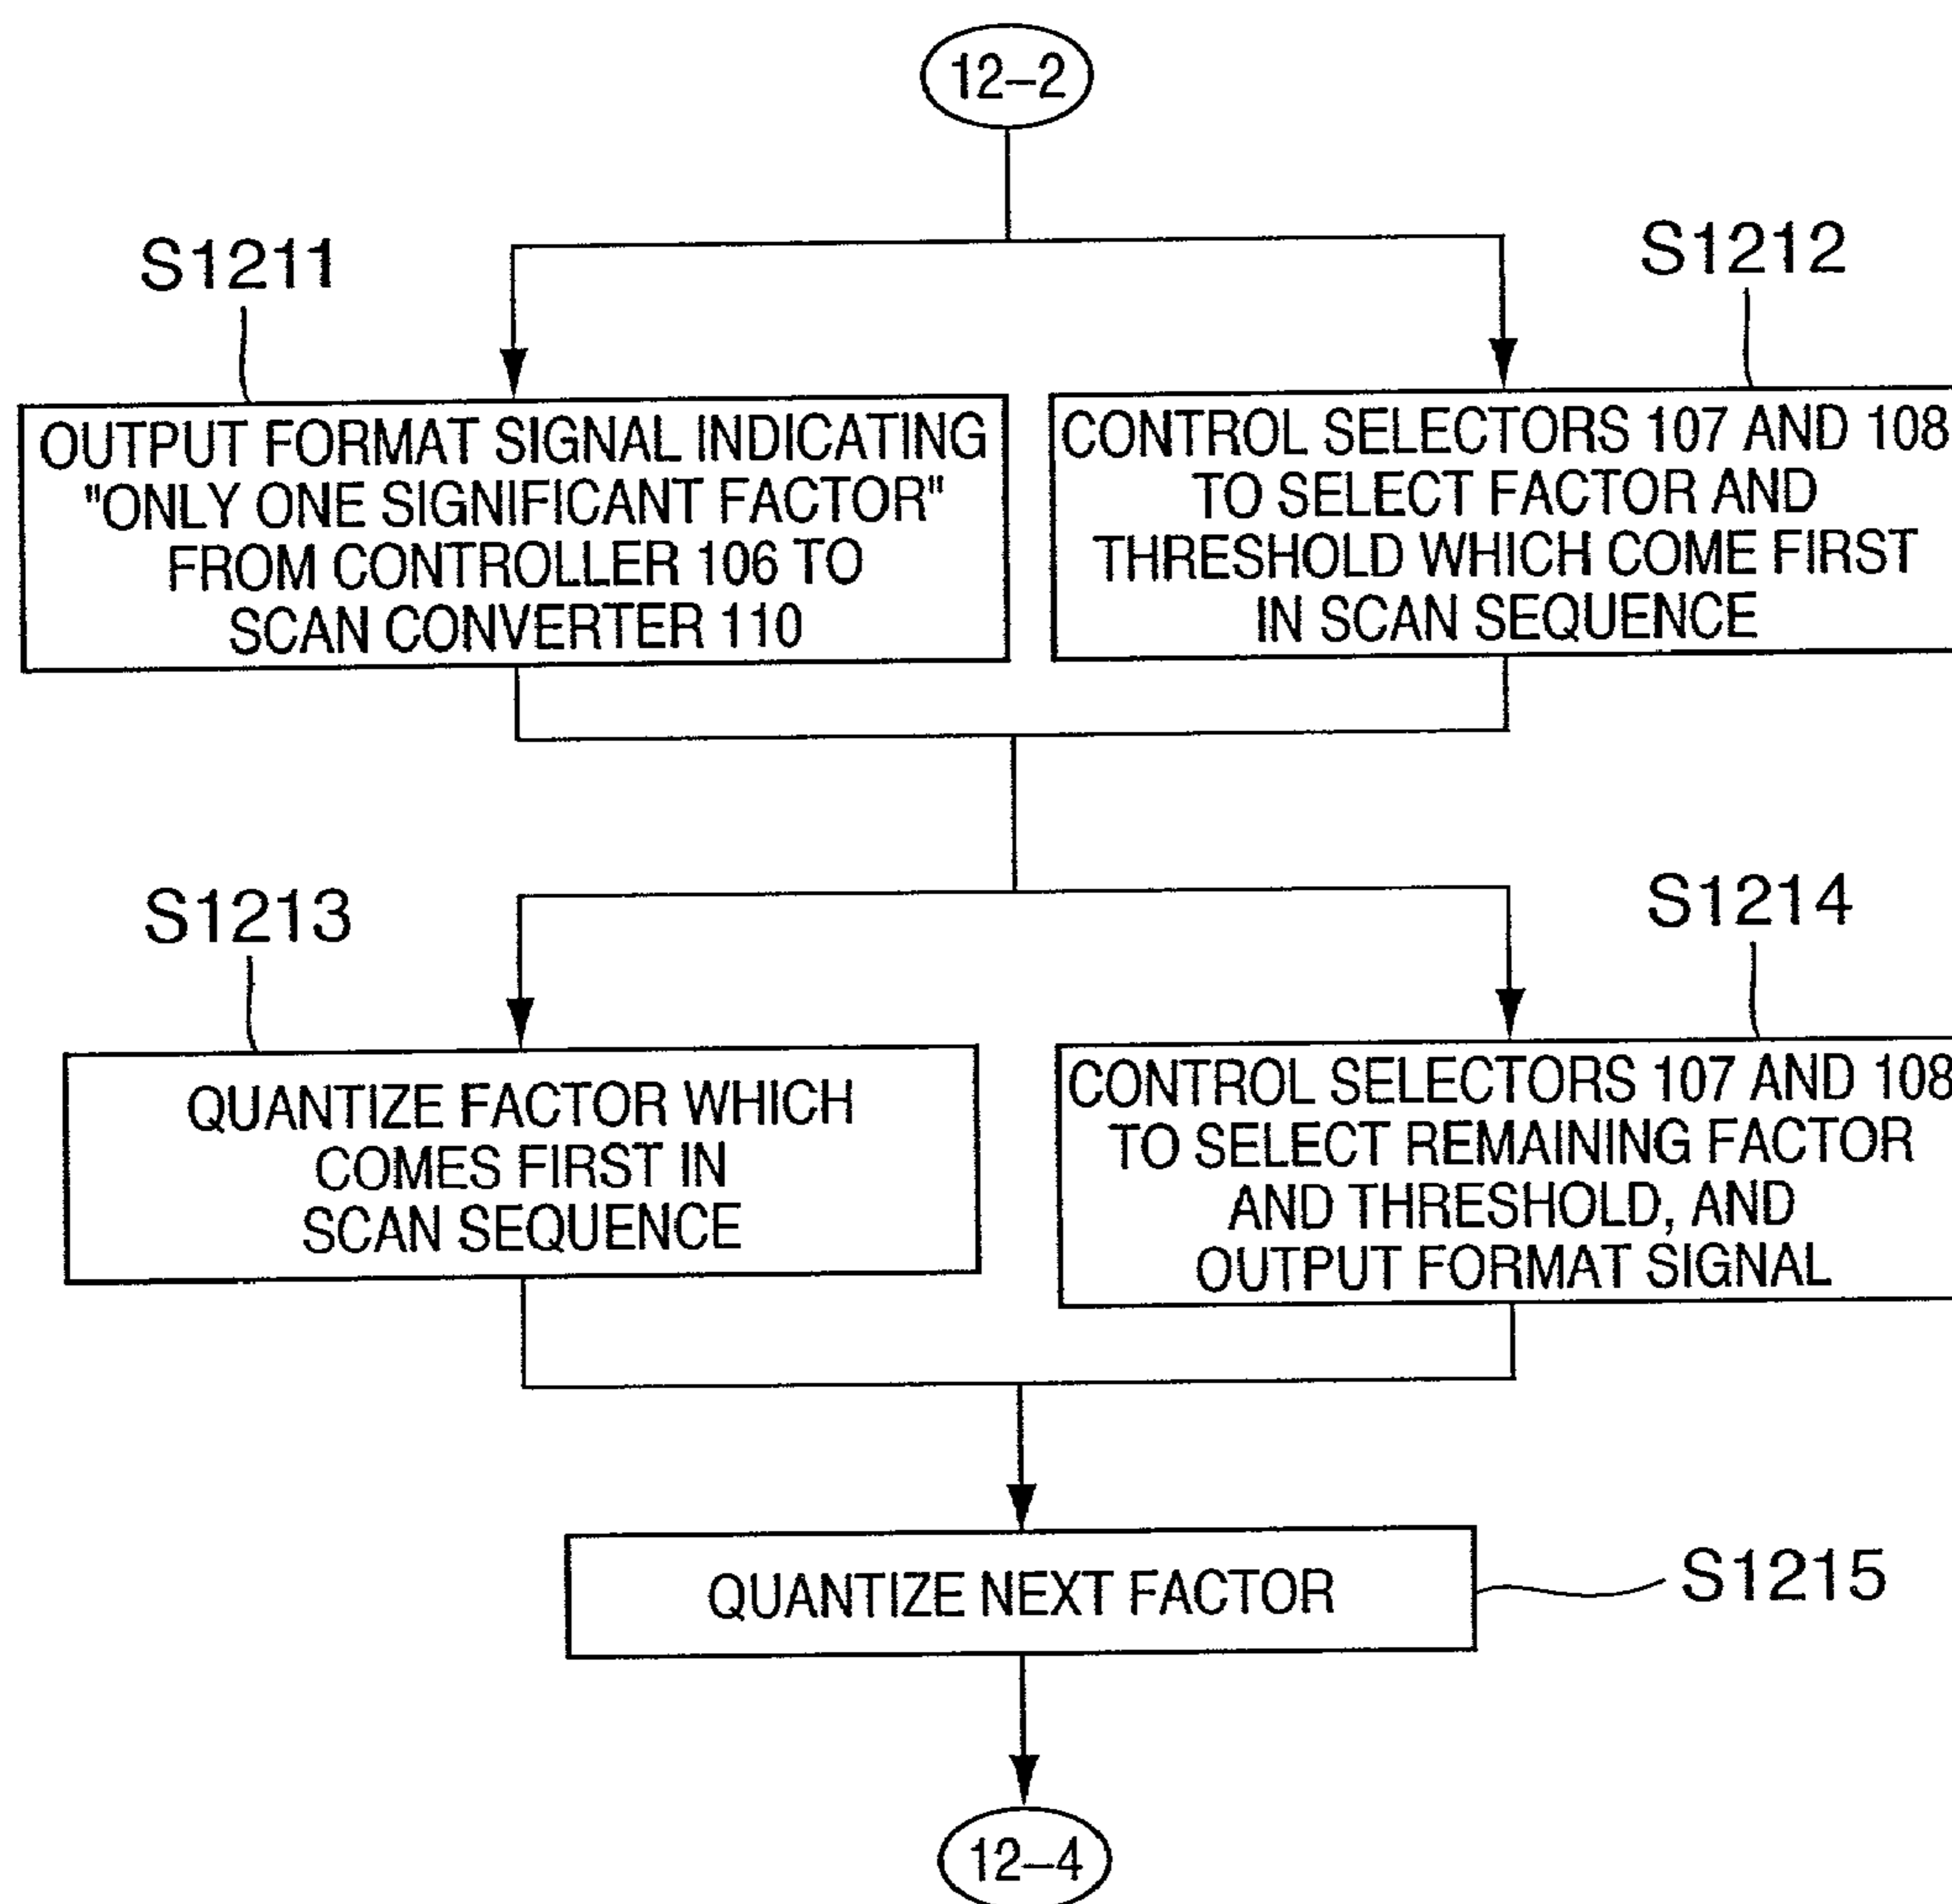 12-2
S1211
S1212
OUTPUT FORMAT SIGNAL INDICATING
"ONLY ONE SIGNIFICANT FACTOR"
FROM CONTROLLER 106 TO
SCAN CONVERTER 110
CONTROL SELECTORS 107 AND 108
TO SELECT FACTOR AND
THRESHOLD WHICH COME FIRST
IN SCAN SEQUENCE
S1213
S1214
QUANTIZE FACTOR WHICH
COMES FIRST IN
SCAN SEQUENCE
CONTROL SELECTORS 107 AND 108
TO SELECT REMAINING FACTOR
AND THRESHOLD, AND
OUTPUT FORMAT SIGNAL
QUANTIZE NEXT FACTOR
S1215
12-4